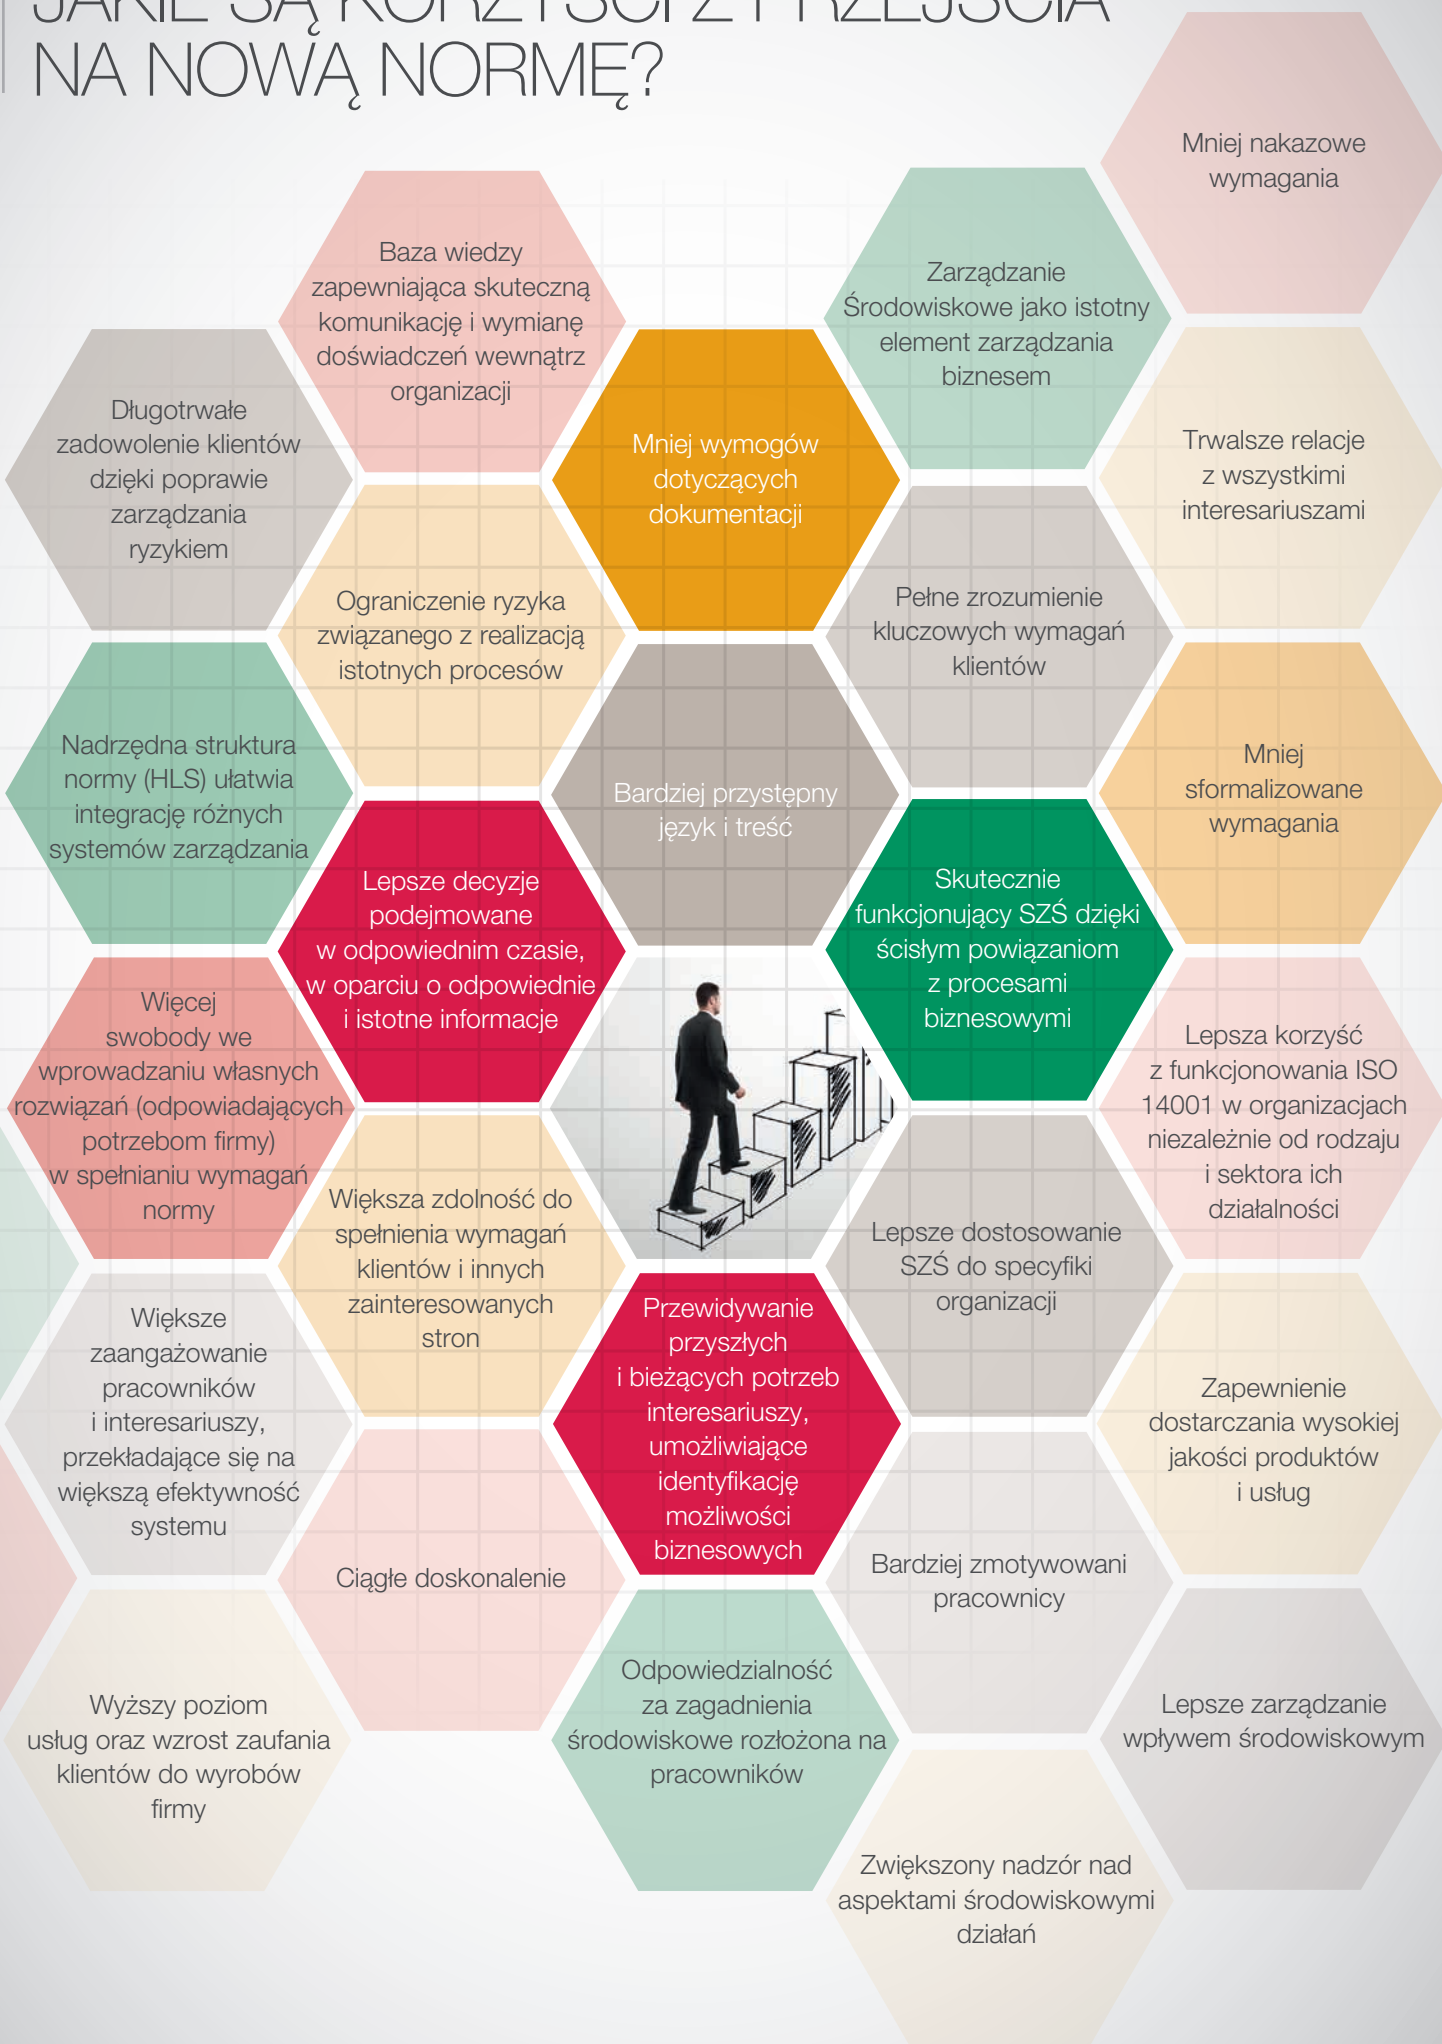 JAKIE SĄ KORZYŚCI Z PRZEJŚCIA
NA NOWĄ NORMĘ?
Mniej nakazowe
wymagania
Baza wiedzy
zapewniająca skuteczną
komunikację i wymianę
doświadczeń wewnątrz
organizacji
Zarządzanie
Środowiskowe jako istotny
element zarządzania
biznesem
Długotrwałe
zadowolenie klientów
dzięki poprawie
zarządzania
ryzykiem
Mniej wymogów
dotyczących
dokumentacji
Trwalsze relacje
z wszystkimi
interesariuszami
Ograniczenie ryzyka
związanego z realizacją
istotnych procesów
Pełne zrozumienie
kluczowych wymagań
klientów
Nadrzędna struktura
normy (HLS) ułatwia
integrację różnych
systemów zarządzania
Bardziej przystępny
język i treść
Mniej
sformalizowane
wymagania
Lepsze decyzje
podejmowane
w odpowiednim czasie,
w oparciu o odpowiednie
i istotne informacje
Skutecznie
funkcjonujący SZŚ dzięki
ścisłym powiązaniom
z procesami
biznesowymi
Więcej
swobody we
wprowadzaniu własnych
rozwiązań (odpowiadających
potrzebom firmy)
w spełnianiu wymagań
normy
Lepsza korzyść
z funkcjonowania ISO
14001 w organizacjach
niezależnie od rodzaju
i sektora ich
działalności
Większa zdolność do
spełnienia wymagań
klientów i innych
zainteresowanych
stron
Lepsze dostosowanie
SZŚ do specyfiki
organizacji
Większe
zaangażowanie
pracowników
i interesariuszy,
przekładające się na
większą efektywność
systemu
Przewidywanie
przyszłych
i bieżących potrzeb
interesariuszy,
umożliwiające
identyfikację
możliwości
biznesowych
Zapewnienie
dostarczania wysokiej
jakości produktów
i usług
Ciągłe doskonalenie
Bardziej zmotywowani
pracownicy
Wyższy poziom
usług oraz wzrost zaufania
klientów do wyrobów
firmy
Odpowiedzialność
za zagadnienia
środowiskowe rozłożona na
pracowników
Lepsze zarządzanie
wpływem środowiskowym
Zwiększony nadzór nad
aspektami środowiskowymi
działań